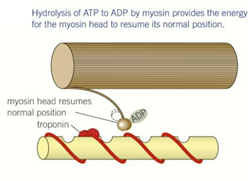 Hydrolysis of ATP to ADP by myosin provides the energy
for the myosin head to resume its normal position.
myosin head resumes
normal position
ADP
troponin